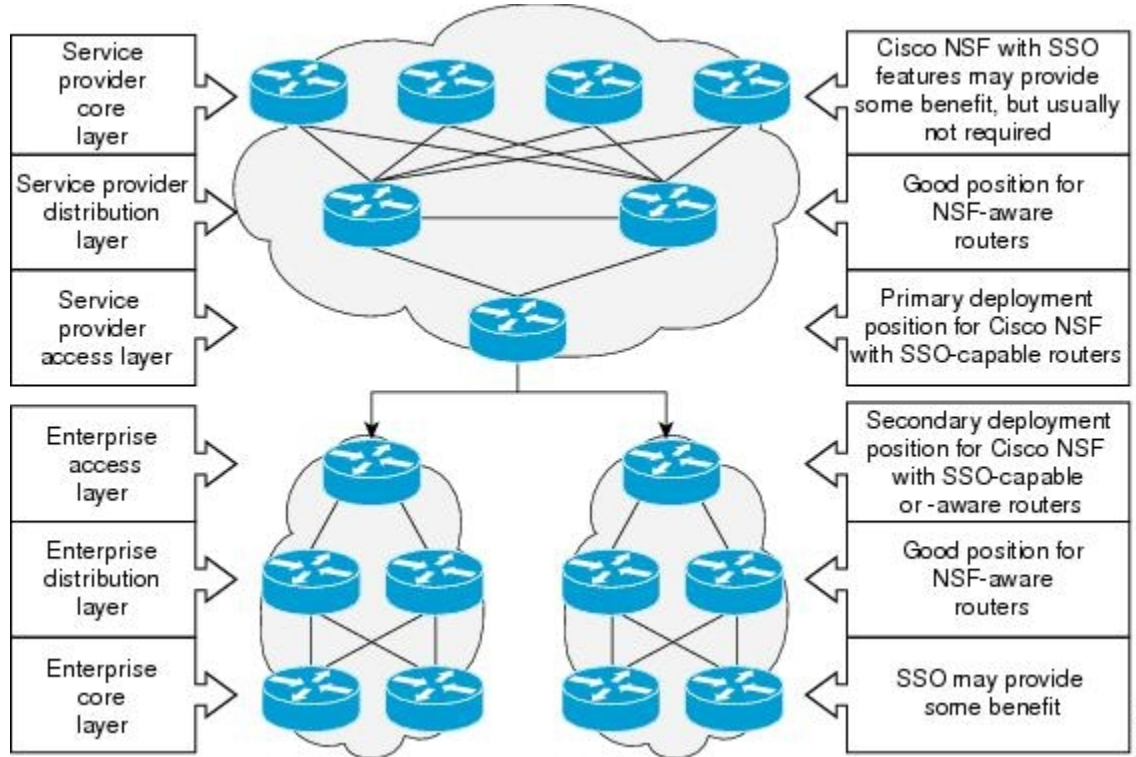 Service
provider
core
layer
Cisco NSF with SSO
features may provide
some benefit, but usually
not required
Service provider
distribution
layer
Good position for
NSF-aware
routers
Service
provider
access layer
Primary deployment
position for Cisco NSF
with SSO-capable routers
Enterprise
access
layer
Secondary deployment
position for Cisco NSF
with SSO-capable
or -aware routers
Enterprise
distribution
layer
Good position for
NSF-aware
routers
Enterprise
core
layer
SSO may provide
some benefit